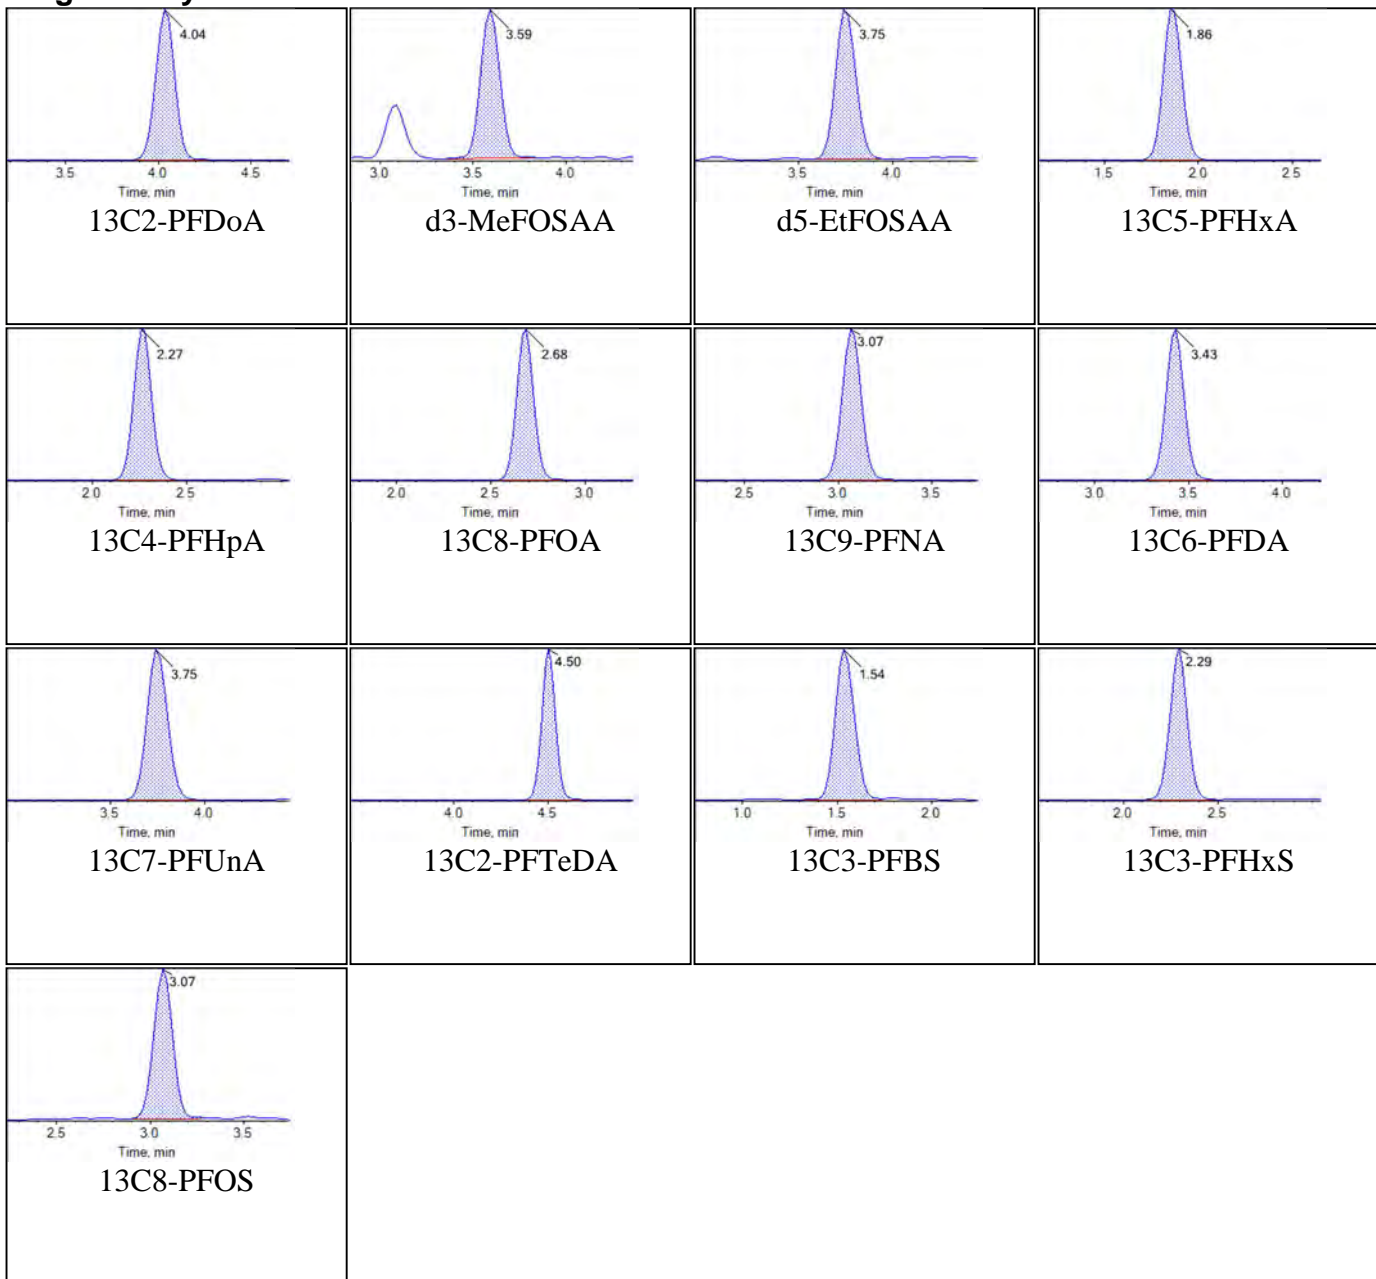 4.04
3.5 4.0 4.5
Time, min
13C2-PFDoA
3.59
3.0 3.5 4.0
Time, min
d3-MeFOSAA
3.75
3.5 4.0
Time, min
d5-EtFOSAA
1.86
1.5 2.0 2.5
Time, min
13C5-PFHxA
2.27
2.0 2.5
Time, min
13C4-PFHpA
2.68
2.0 2.5 3.0
Time, min
13C8-PFOA
3.07
2.5 3.0 3.5
Time, min
13C9-PFNA
3.43
3.0 3.5 4.0
Time, min
13C6-PFDA
3.75
3.5 4.0
Time, min
13C7-PFUnA
4.50
4.0 4.5
Time, min
13C2-PFTeDA
1.54
1.0 1.5 2.0
Time, min
13C3-PFBS
2.29
2.0 2.5
Time, min
13C3-PFHxS
3.07
2.5 3.0 3.5
Time, min
13C8-PFOS